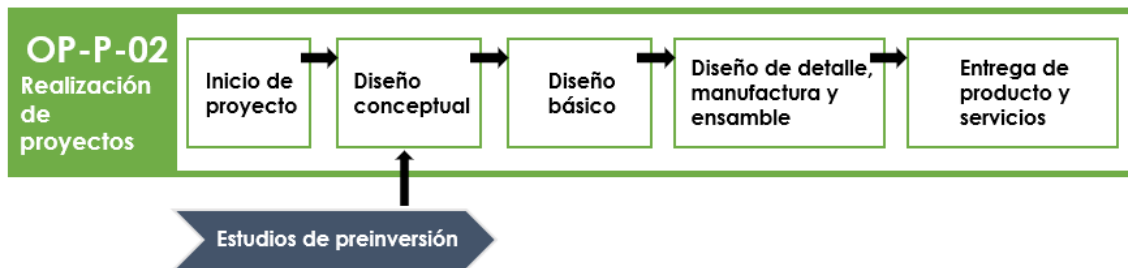 OP-P-02
Realización
de
proyectos
Inicio de
proyecto
Diseño
conceptual
Diseño
básico
Diseño de detalle,
manufactura y
ensamble
Entrega de
producto y
servicios
Estudios de preinversión